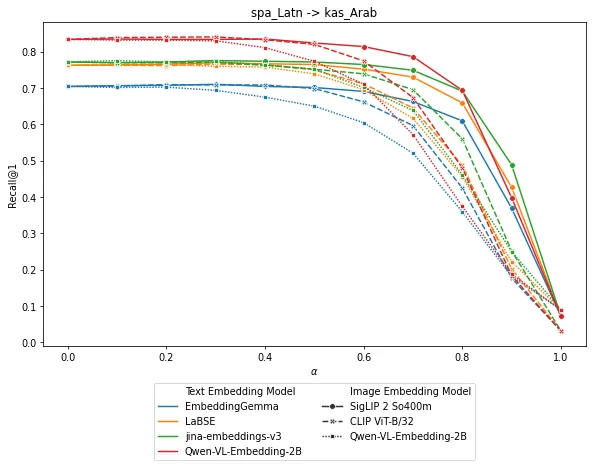 spa_Latn -> kas_Arab
Recall@1
0.8
0.7
0.6
0.5
0.4
0.3
0.2
0.1
0.0
0.0 0.2 0.4 0.6 0.8 1.0
α
Text Embedding Model
EmbeddingGemma
LaBSE
jina-embeddings-v3
Qwen-VL-Embedding-2B
Image Embedding Model
SigLIP 2 So400m
CLIP ViT-B/32
Qwen-VL-Embedding-2B